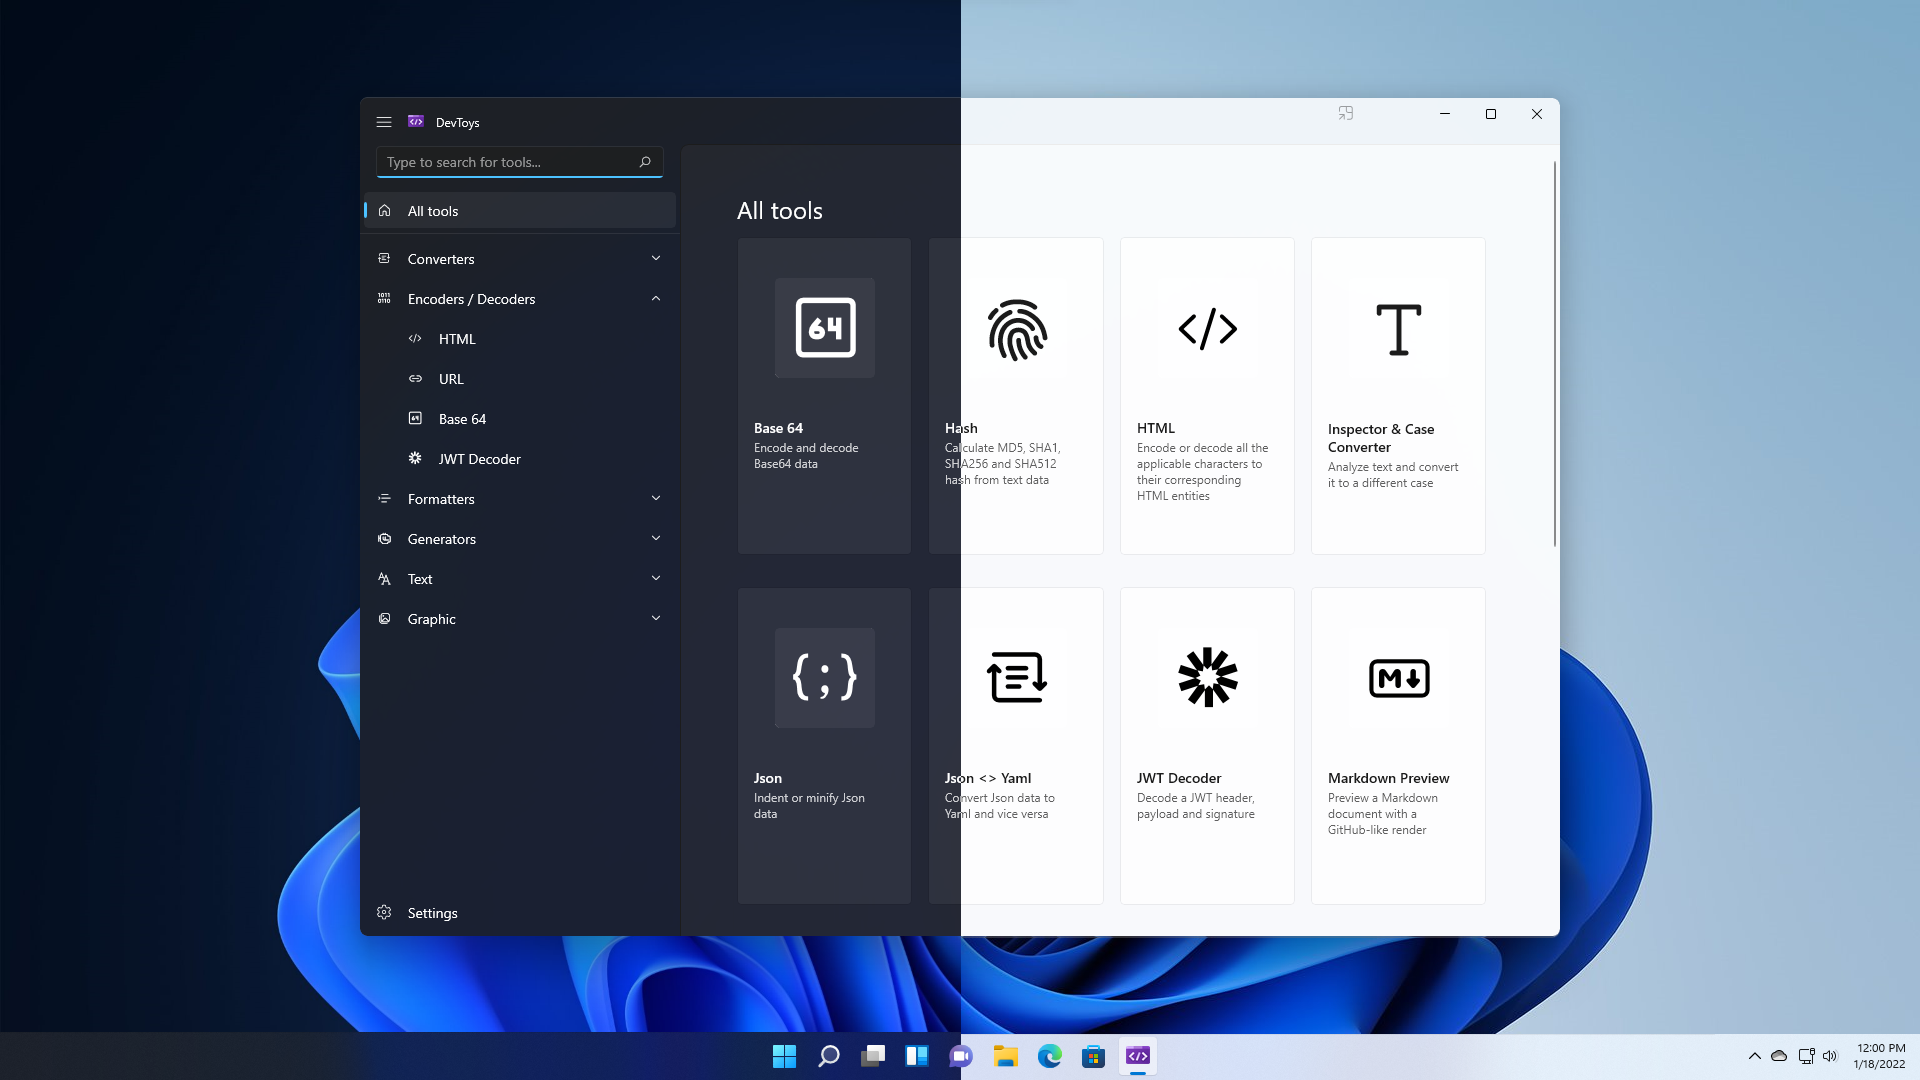 DevToys
Type to search for tools...
All tools
Converters
Encoders / Decoders
HTML
URL
Base 64
JWT Decoder
Formatters
Generators
Text
Graphic
Settings
All tools
64
Base 64
Encode and decode
Base64 data
Hash
Calculate MD5, SHA1,
SHA256 and SHA512
hash from text data
HTML
Encode or decode all the
applicable characters to
their corresponding
HTML entities
Inspector & Case
Converter
Analyze text and convert
it to a different case
Json
Indent or minify Json
data
Json <> Yaml
Convert Json data to
Yaml and vice versa
JWT Decoder
Decode a JWT header,
payload and signature
M
Markdown Preview
Preview a Markdown
document with a
GitHub-like render
12:00 PM
1/18/2022